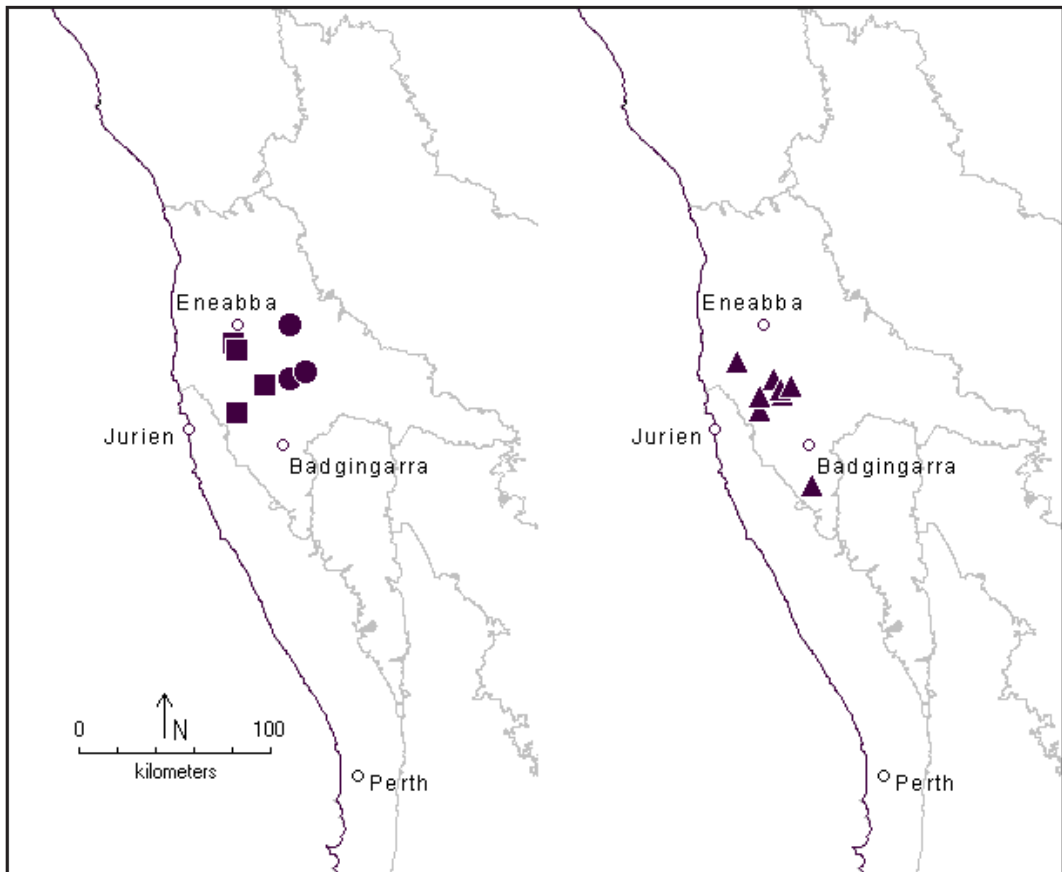 Eneabba
Jurien
Badgingarra
0 100
N
kilometers
Perth
Eneabba
Jurien
Badgingarra
Perth